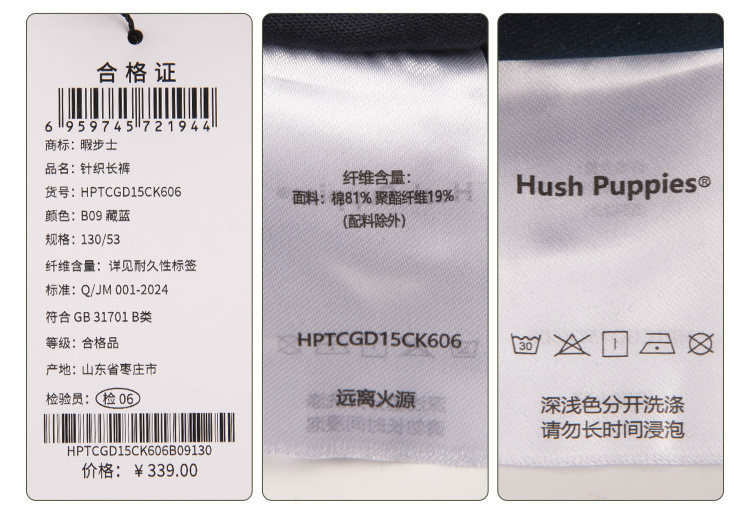 合格证
6 959745 721944
商标：暇步士
品名：针织长裤
货号：HPTCGD15CK606
颜色：B09 藏蓝
规格：130/53
纤维含量：详见耐久性标签
标准：Q/JM 001-2024
符合 GB 31701 B类
等级：合格品
产地：山东省枣庄市
检验员：检 06
HPTCGD15CK606B09130
价格：￥339.00
纤维含量：
面料：棉81% 聚酯纤维19%
(配料除外)
HPTCGD15CK606
远离火源
Hush Puppies®
30
深浅色分开洗涤
请勿长时间浸泡